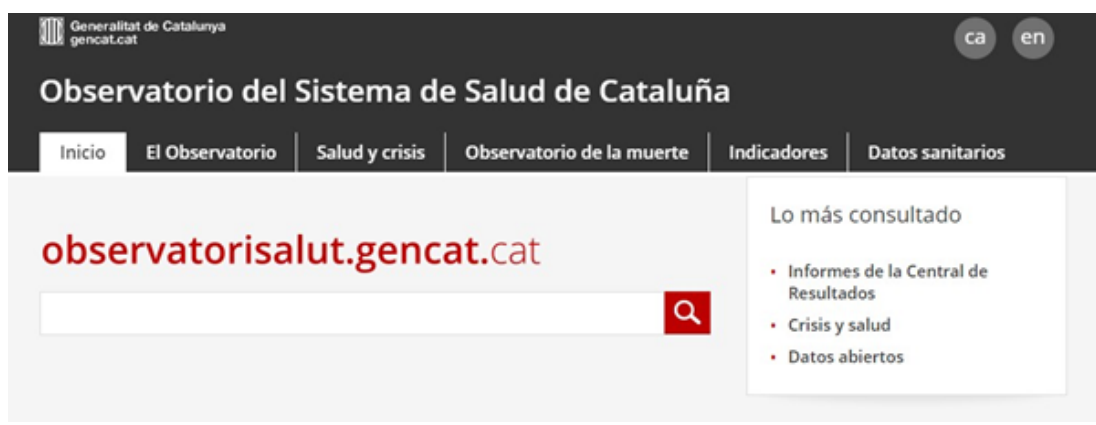 Generalitat de Catalunya
gencat.cat
ca en
Observatorio del Sistema de Salud de Cataluña
Inicio El Observatorio Salud y crisis Observatorio de la muerte Indicadores Datos sanitarios
observatorisalut.gencat.cat
Lo más consultado
Informes de la Central de
Resultados
Crisis y salud
Datos abiertos